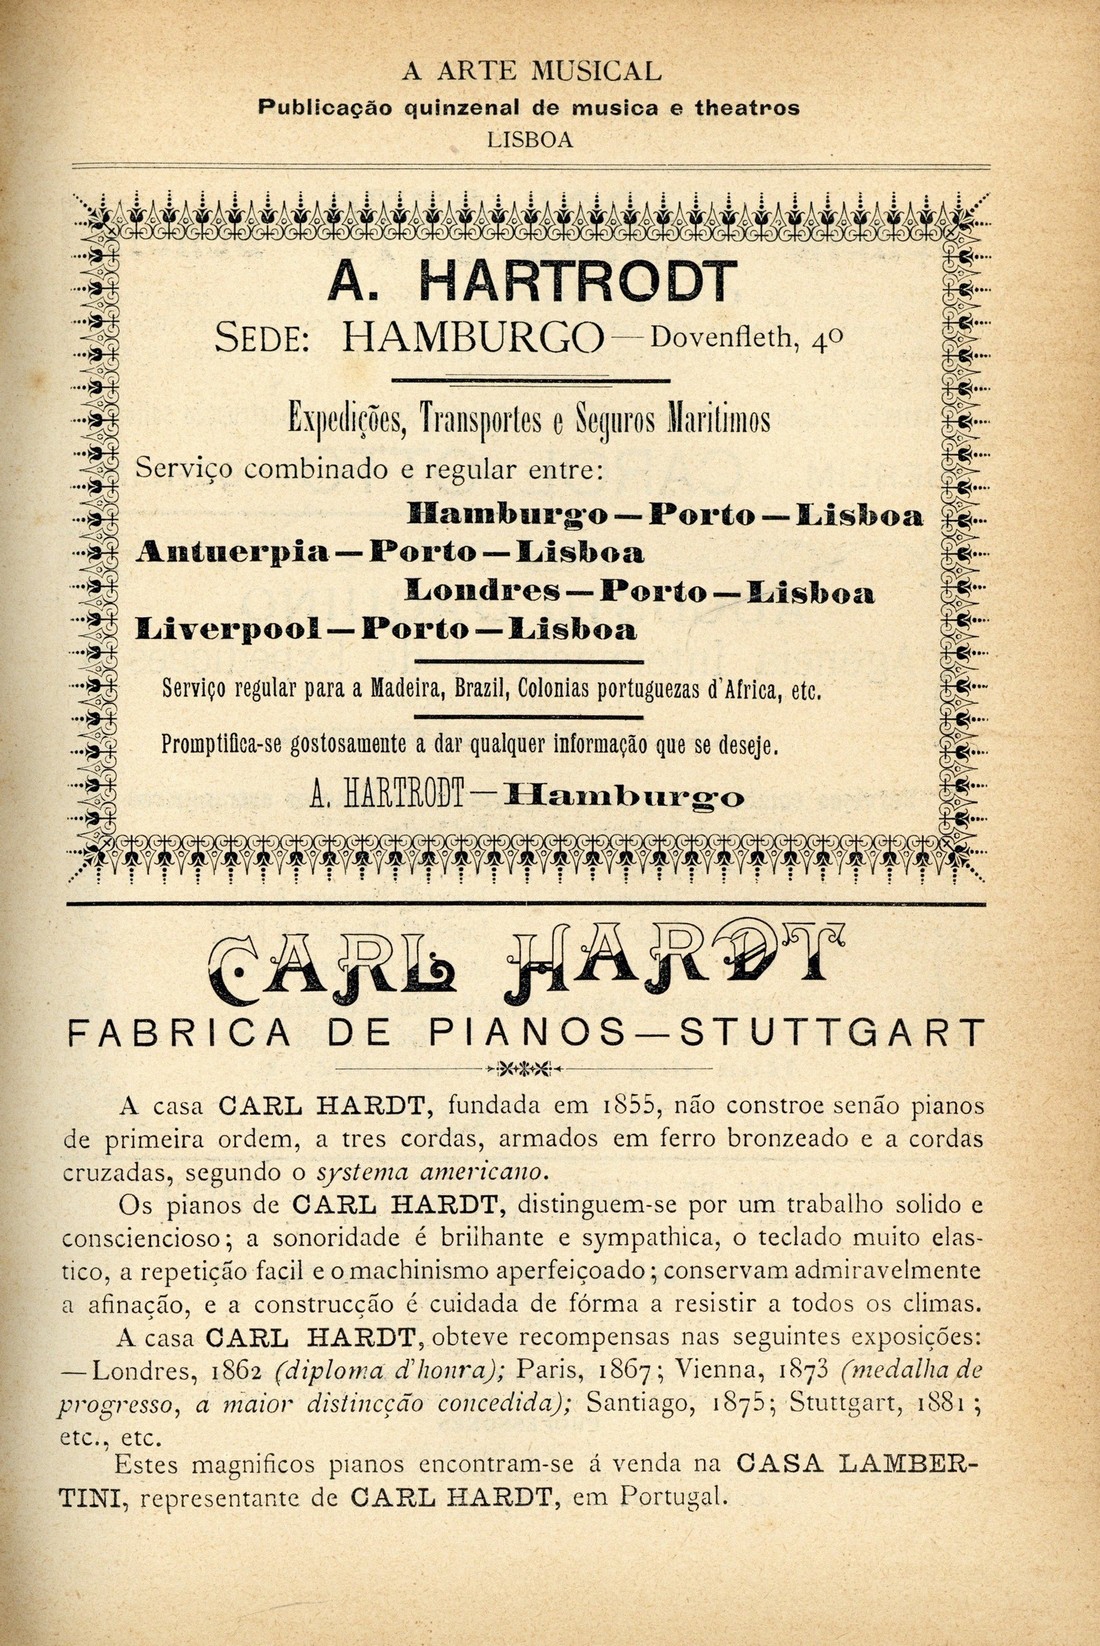 A ARTE MUSICAL
Publicação quinzenal de musica e theatros
LISBOA
A. HARTRODT
SEDE: HAMBURGO — Dovenfleth, 4º
Expedições, Transportes e Seguros Maritimos
Serviço combinado e regular entre:
Hamburgo — Porto — Lisboa
Antuerpia — Porto — Lisboa
Londres — Porto — Lisboa
Liverpool — Porto — Lisboa
Serviço regular para a Madeira, Brazil, Colonias portuguezas d'Africa, etc.
Promptifica-se gostosamente a dar qualquer informação que se deseje.
A. HARTRODT — Hamburgo
CARL HARDT
FABRICA DE PIANOS — STUTTGART
A casa CARL HARDT, fundada em 1855, não constroe senão pianos
de primeira ordem, a tres cordas, armados em ferro bronzeado e a cordas
cruzadas, segundo o systema americano.
Os pianos de CARL HARDT, distinguem-se por um trabalho solido e
consciencioso; a sonoridade é brilhante e sympathica, o teclado muito elas-
tico, a repetição facil e o machinismo aperfeiçoado; conservam admiravelmente
a afinação, e a construcção é cuidada de fórma a resistir a todos os climas.
A casa CARL HARDT, obteve recompensas nas seguintes exposições:
— Londres, 1862 (diploma d'honra); Paris, 1867; Vienna, 1873 (medalha de
progresso, a maior distincção concedida); Santiago, 1875; Stuttgart, 1881;
etc., etc.
Estes magnificos pianos encontram-se á venda na CASA LAMBER-
TINI, representante de CARL HARDT, em Portugal.